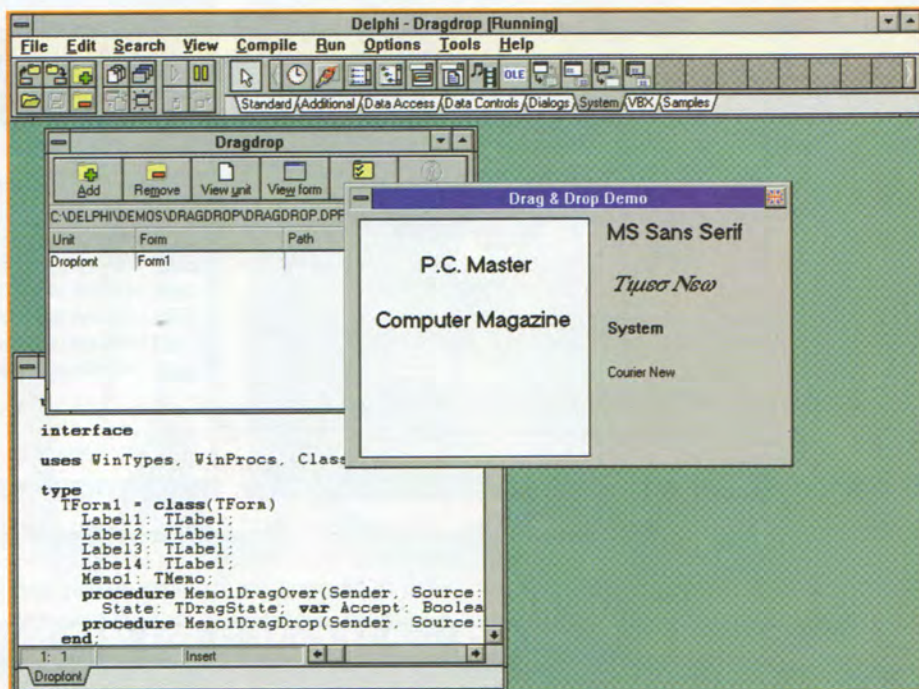 Delphi - Dragdrop [Running]
File Edit Search View Compile Run Options Tools Help
OLE
Standard Additional Data Access Data Controls Dialogs System VBX Samples
Dragdrop
Add Remove View unit View form
C:\DELPHI\DEMOS\DRAGDROP\DRAGDROP.DPR
Unit Form Path
Dropfont Form1
Drag & Drop Demo
P.C. Master
Computer Magazine
MS Sans Serif
Τιμεσ Νεω
System
Courier New
interface
uses WinTypes, WinProcs, Class
type
TForm1 = class(TForm)
Label1: TLabel;
Label2: TLabel;
Label3: TLabel;
Label4: TLabel;
Memo1: TMemo;
procedure Memo1DragOver(Sender, Source:
State: TDragState; var Accept: Boolea
procedure Memo1DragDrop(Sender, Source:
end;
1: 1 Insert
Dropfont